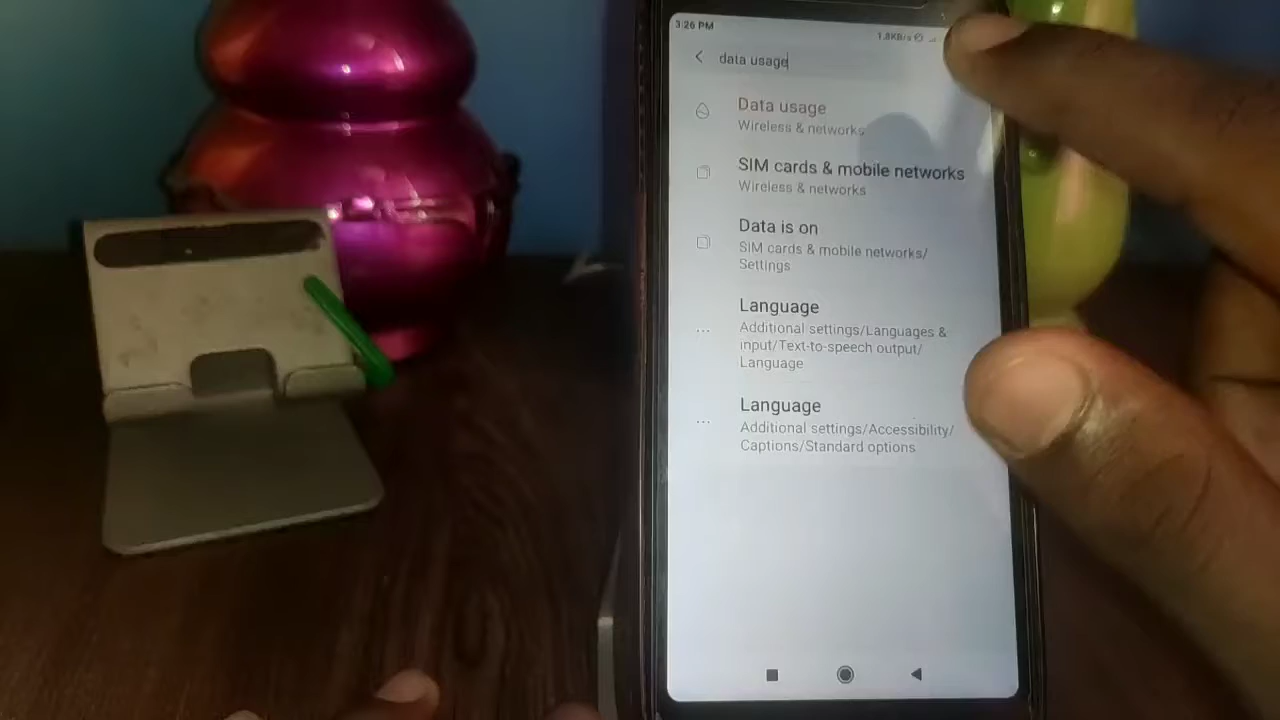 3:26 PM
1.8KB/s
data usage
Data usage
Wireless & networks
SIM cards & mobile networks
Wireless & networks
Data is on
SIM cards & mobile networks/
Settings
Language
Additional settings/Languages &
input/Text-to-speech output/
Language
Language
Additional settings/Accessibility/
Captions/Standard options